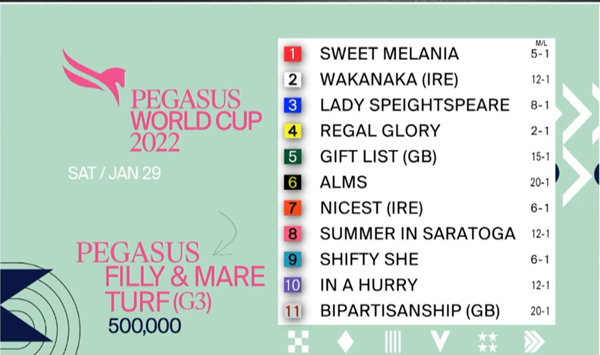 PEGASUS
WORLD CUP
2022
SAT / JAN 29
PEGASUS
FILLY & MARE
TURF (G3)
500,000
M/L
1 SWEET MELANIA 5-1
2 WAKANAKA (IRE) 12-1
3 LADY SPEIGHTSPEARE 8-1
4 REGAL GLORY 2-1
5 GIFT LIST (GB) 15-1
6 ALMS 20-1
7 NICEST (IRE) 6-1
8 SUMMER IN SARATOGA 12-1
9 SHIFTY SHE 6-1
10 IN A HURRY 12-1
11 BIPARTISANSHIP (GB) 20-1